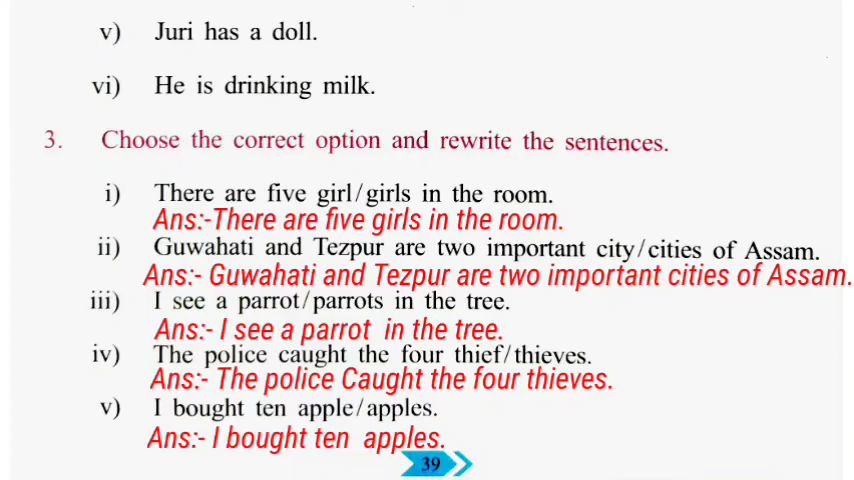 v) Juri has a doll.
vi) He is drinking milk.
3. Choose the correct option and rewrite the sentences.
i) There are five girl/girls in the room.
Ans:-There are five girls in the room.
ii) Guwahati and Tezpur are two important city/cities of Assam.
Ans:- Guwahati and Tezpur are two important cities of Assam.
iii) I see a parrot/parrots in the tree.
Ans:- I see a parrot in the tree.
iv) The police caught the four thief/thieves.
Ans:- The police Caught the four thieves.
v) I bought ten apple/apples.
Ans:- I bought ten apples.
39